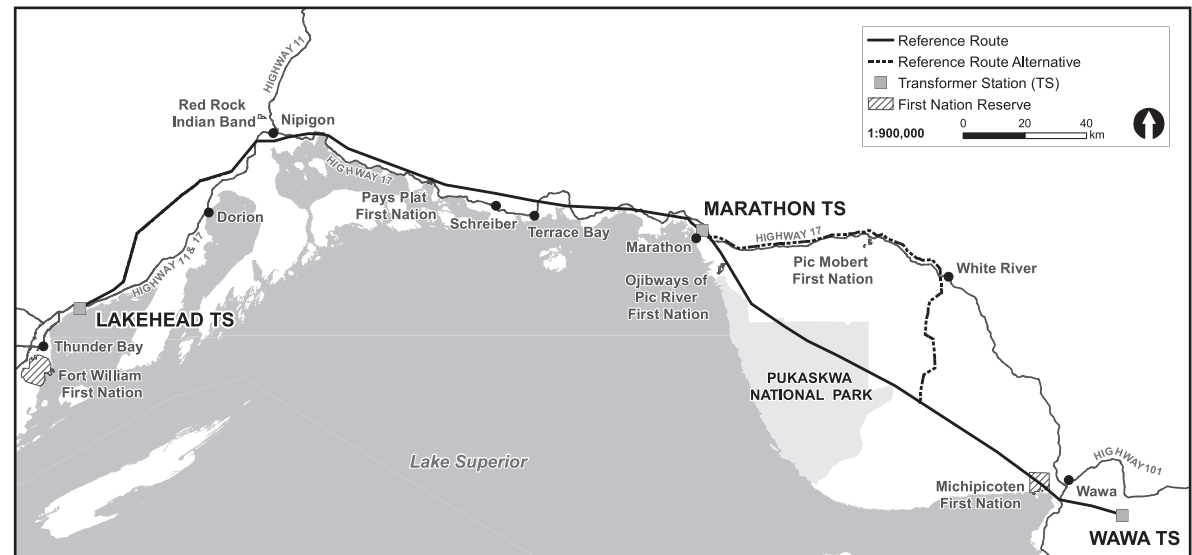 HIGHWAY 11
Reference Route
Reference Route Alternative
Transformer Station (TS)
First Nation Reserve
1:900,000
0 20 40
km
Red Rock
Indian Band
Nipigon
HIGHWAY 17
Pays Plat
First Nation
Schreiber
Terrace Bay
Dorion
HIGHWAY 11 & 17
MARATHON TS
Marathon
HIGHWAY 17
Pic Mobert
First Nation
White River
Ojibways of
Pic River
First Nation
LAKEHEAD TS
Thunder Bay
Fort William
First Nation
PUKASKWA
NATIONAL PARK
Lake Superior
HIGHWAY 101
Michipicoten
First Nation
Wawa
WAWA TS